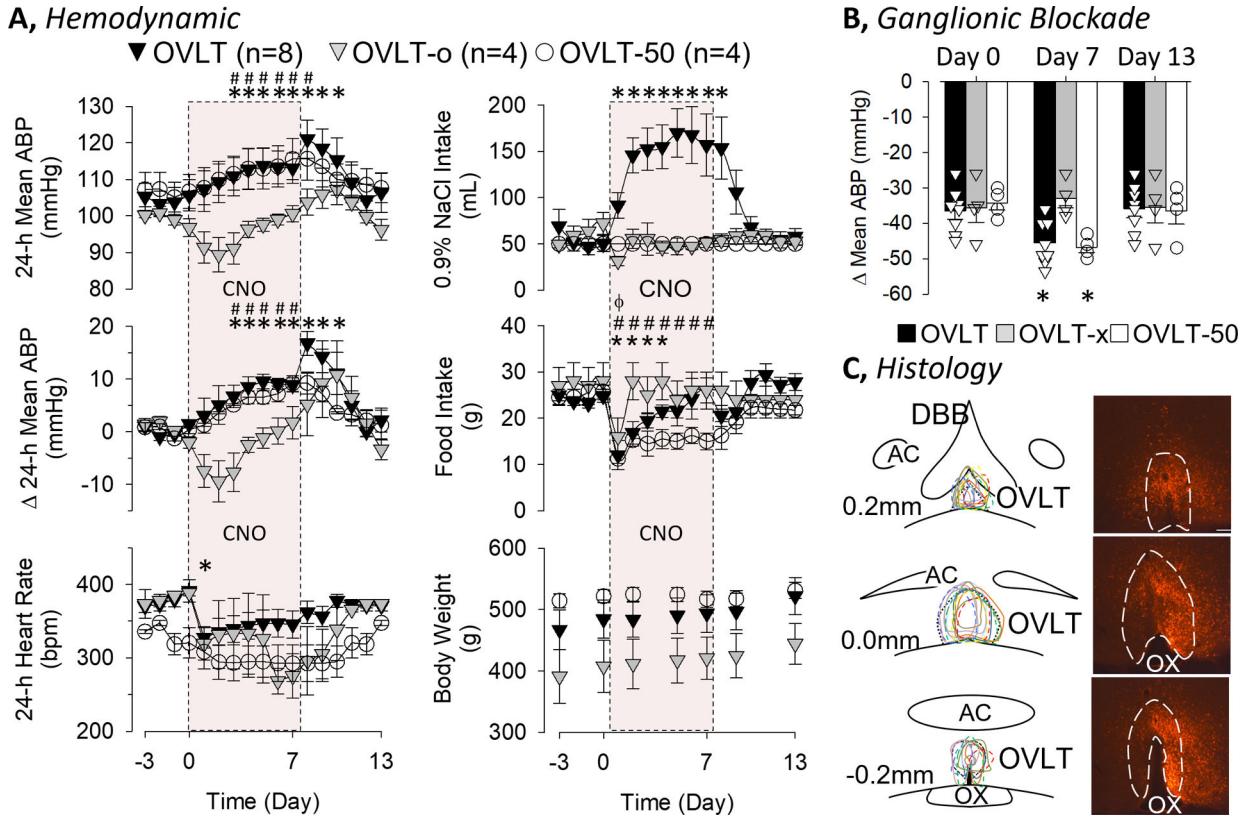 A, Hemodynamic
▼OVLT (n=8) ▼OVLT-o (n=4) ○OVLT-50 (n=4)
# # # # # #
* * * * * * * *
130
120
110
100
90
80
24-h Mean ABP
(mmHg)
CNO
# # # # #
* * * * * * * *
20
10
0
-10
Δ 24-h Mean ABP
(mmHg)
CNO
*
400
300
200
24-h Heart Rate
(bpm)
-3 0 7 13
Time (Day)
* * * * * * * *
200
150
100
50
0
0.9% NaCl Intake
(mL)
CNO
ϕ
# # # # # # #
* * * *
40
30
20
10
0
Food Intake
(g)
CNO
600
500
400
300
Body Weight
(g)
-3 0 7 13
Time (Day)
B, Ganglionic Blockade
Day 0 Day 7 Day 13
0
-10
-20
-30
-40
-50
-60
Δ Mean ABP (mmHg)
* *
OVLT OVLT-x OVLT-50
C, Histology
DBB
AC
OVLT
0.2mm
AC
OVLT
0.0mm
OX
AC
OVLT
-0.2mm
OX
OX